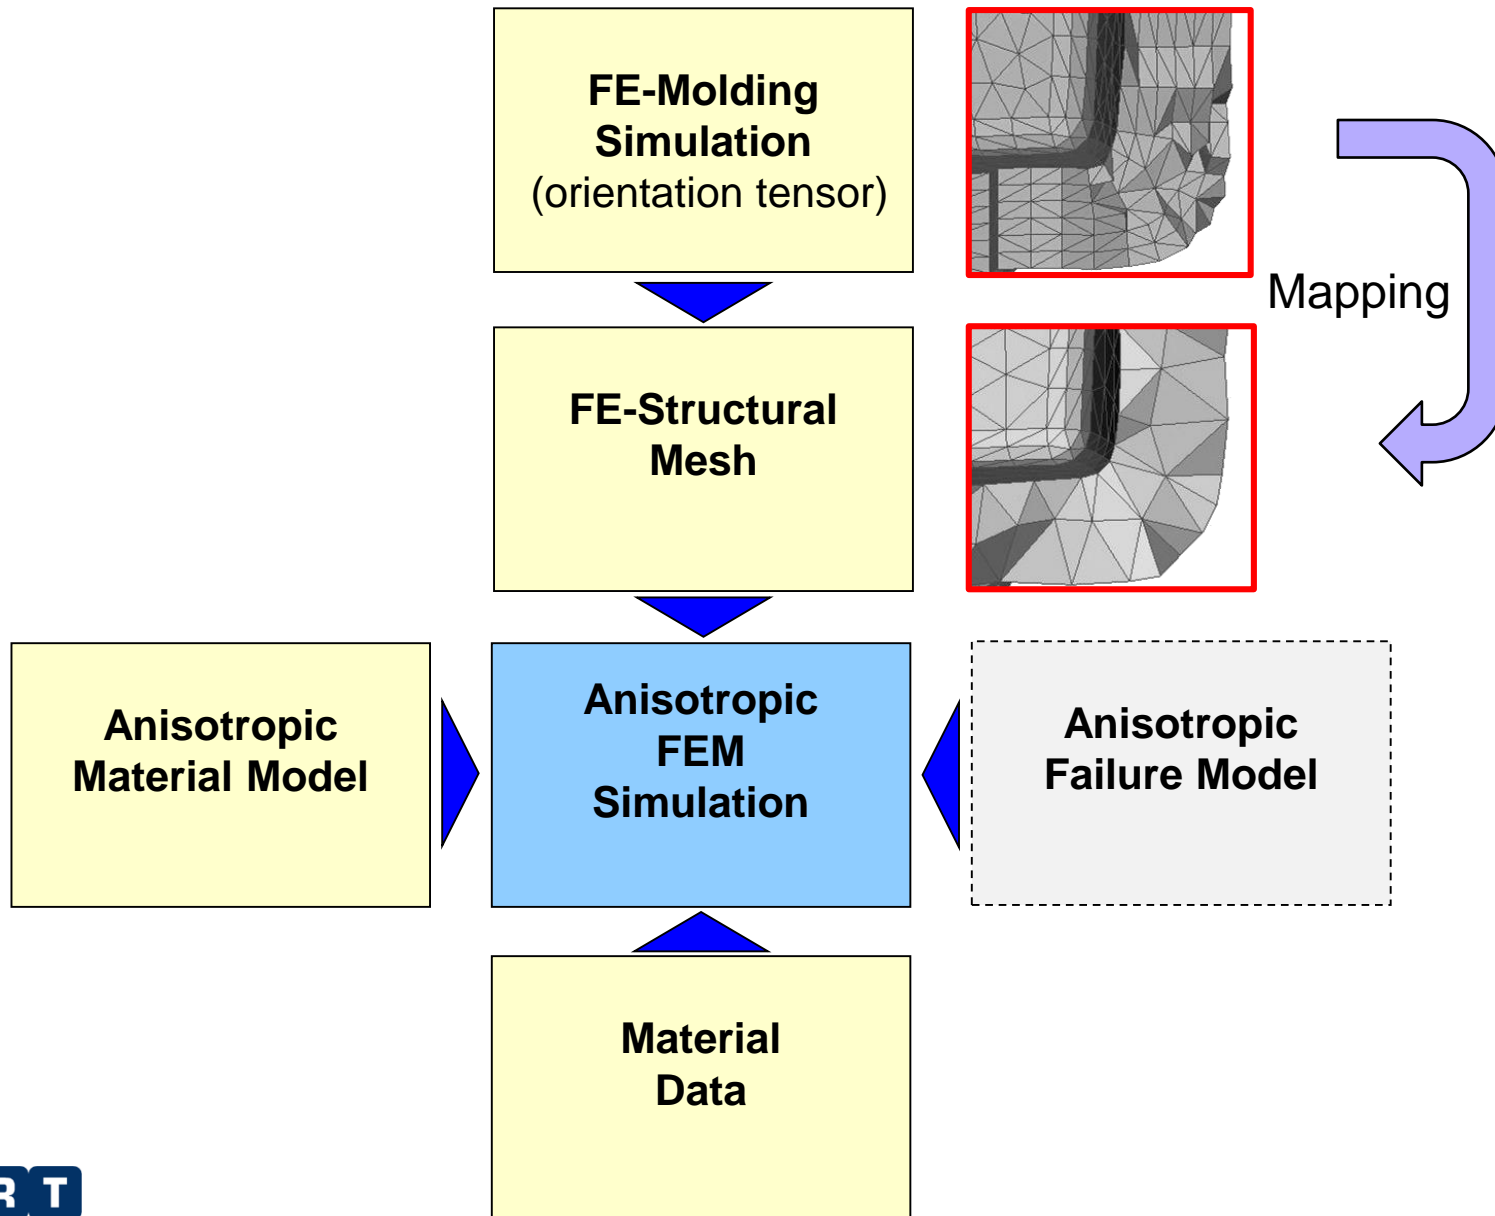 FE-Molding
Simulation
(orientation tensor)
Mapping
FE-Structural
Mesh
Anisotropic
Material Model
Anisotropic
FEM
Simulation
Anisotropic
Failure Model
Material
Data
R T